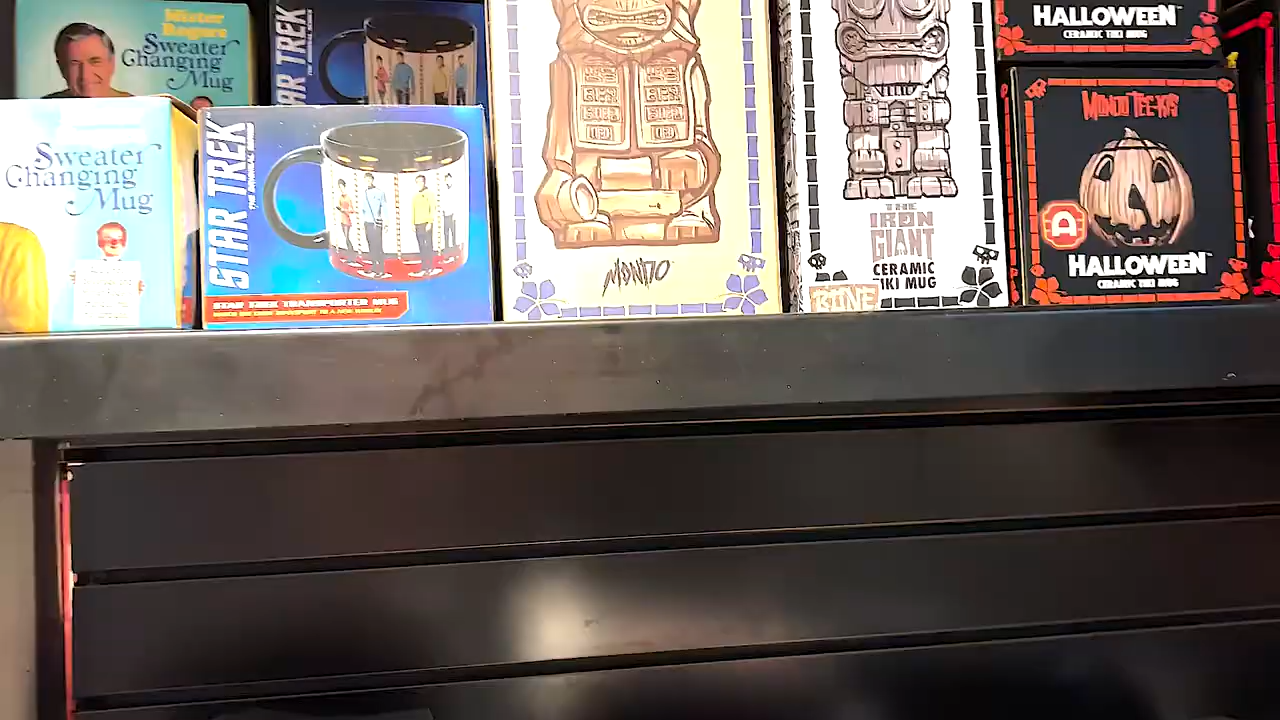 Mister
Rogers
Sweater
Changing
Mug
STAR TREK
HALLOWEEN
CERAMIC TIKI MUG
Sweater
Changing
Mug
STAR TREK
STAR TREK TRANSPORTER MUG
MONDO
THE
IRON
GIANT
CERAMIC
TIKI MUG
BONE
MONDO TEE-KIS
A
HALLOWEEN
CERAMIC TIKI MUG